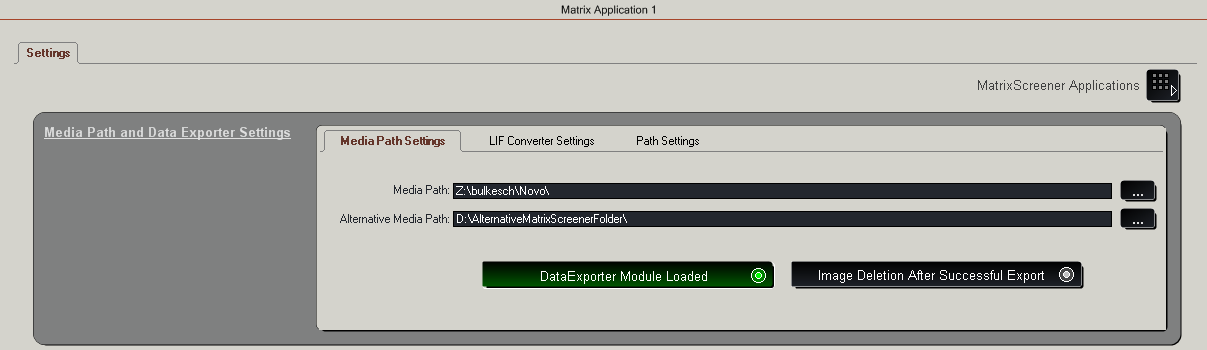 Matrix Application 1
Settings
MatrixScreener Applications
Media Path and Data Exporter Settings
Media Path Settings LIF Converter Settings Path Settings
Media Path: Z:\bulkesch\Novo\ ...
Alternative Media Path: D:\AlternativeMatrixScreenerFolder\ ...
DataExporter Module Loaded Image Deletion After Successful Export